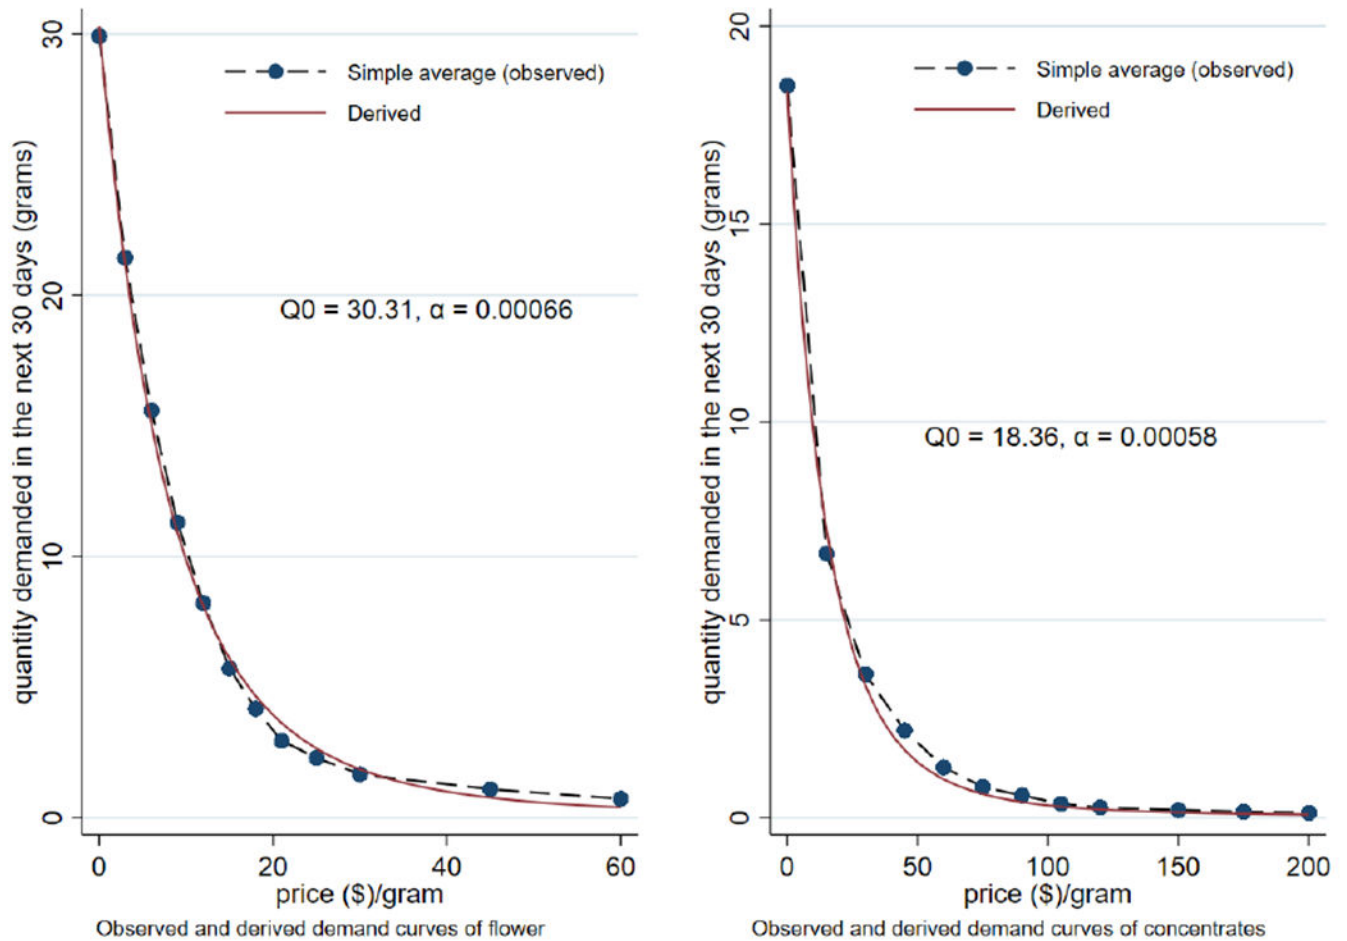 quantity demanded in the next 30 days (grams)
30
20
10
0
Simple average (observed)
Derived
Q0 = 30.31, α = 0.00066
0 20 40 60
price ($)/gram
Observed and derived demand curves of flower
quantity demanded in the next 30 days (grams)
20
15
10
5
0
Simple average (observed)
Derived
Q0 = 18.36, α = 0.00058
0 50 100 150 200
price ($)/gram
Observed and derived demand curves of concentrates